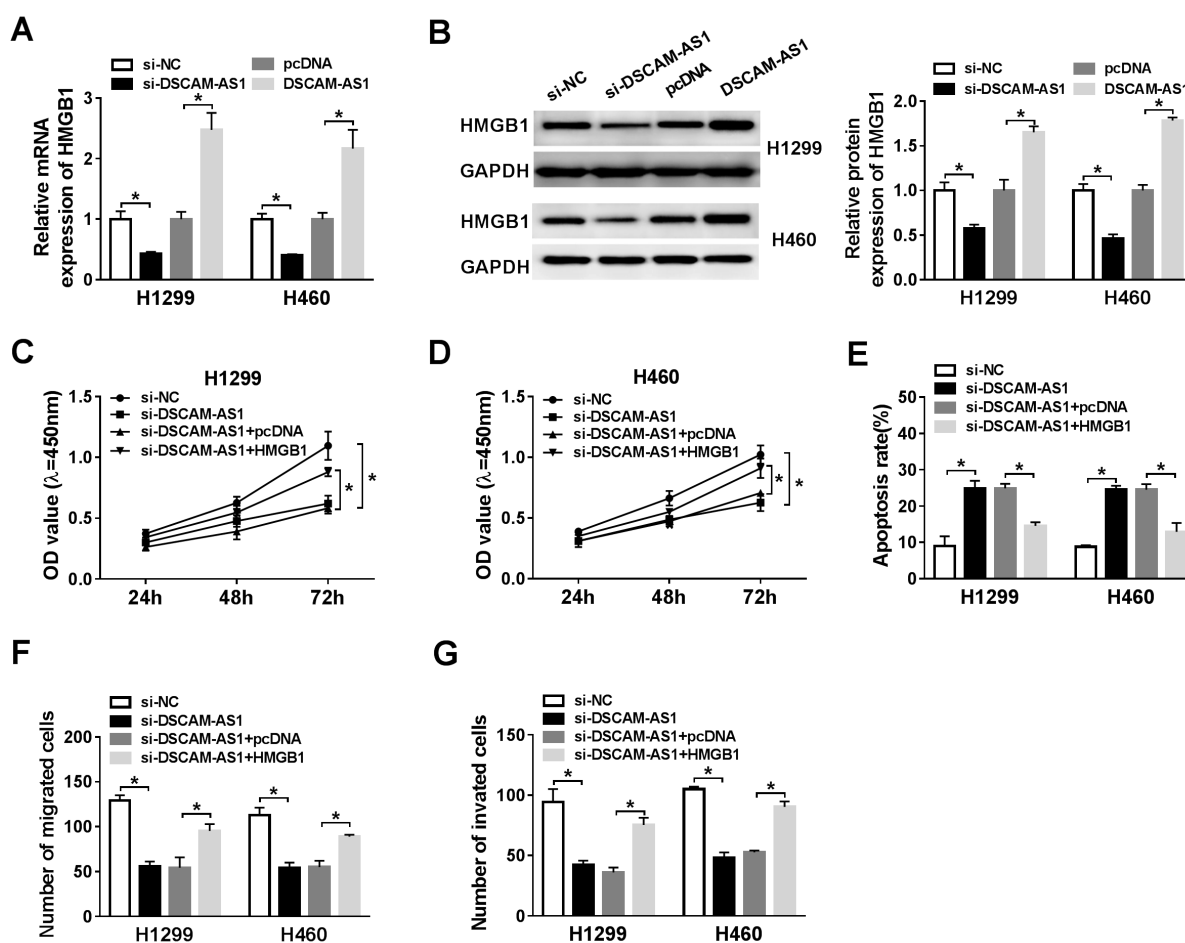 A
si-NC
pcDNA
si-DSCAM-AS1
DSCAM-AS1
Relative mRNA
expression of HMGB1
3
2
1
0
*
*
*
*
H1299
H460
B
si-NC
si-DSCAM-AS1
pcDNA
DSCAM-AS1
HMGB1
GAPDH
H1299
HMGB1
GAPDH
H460
si-NC
pcDNA
si-DSCAM-AS1
DSCAM-AS1
Relative protein
expression of HMGB1
2.0
1.5
1.0
0.5
0.0
*
*
*
*
H1299
H460
C
H1299
si-NC
si-DSCAM-AS1
si-DSCAM-AS1+pcDNA
si-DSCAM-AS1+HMGB1
OD value (λ=450nm)
1.5
1.0
0.5
0.0
*
*
24h
48h
72h
D
H460
si-NC
si-DSCAM-AS1
si-DSCAM-AS1+pcDNA
si-DSCAM-AS1+HMGB1
OD value (λ=450nm)
1.5
1.0
0.5
0.0
*
*
24h
48h
72h
E
si-NC
si-DSCAM-AS1
si-DSCAM-AS1+pcDNA
si-DSCAM-AS1+HMGB1
Apoptosis rate(%)
50
40
30
20
10
0
*
*
*
*
H1299
H460
F
si-NC
si-DSCAM-AS1
si-DSCAM-AS1+pcDNA
si-DSCAM-AS1+HMGB1
Number of migrated cells
200
150
100
50
0
*
*
*
*
H1299
H460
G
si-NC
si-DSCAM-AS1
si-DSCAM-AS1+pcDNA
si-DSCAM-AS1+HMGB1
Number of invated cells
150
100
50
0
*
*
*
*
H1299
H460